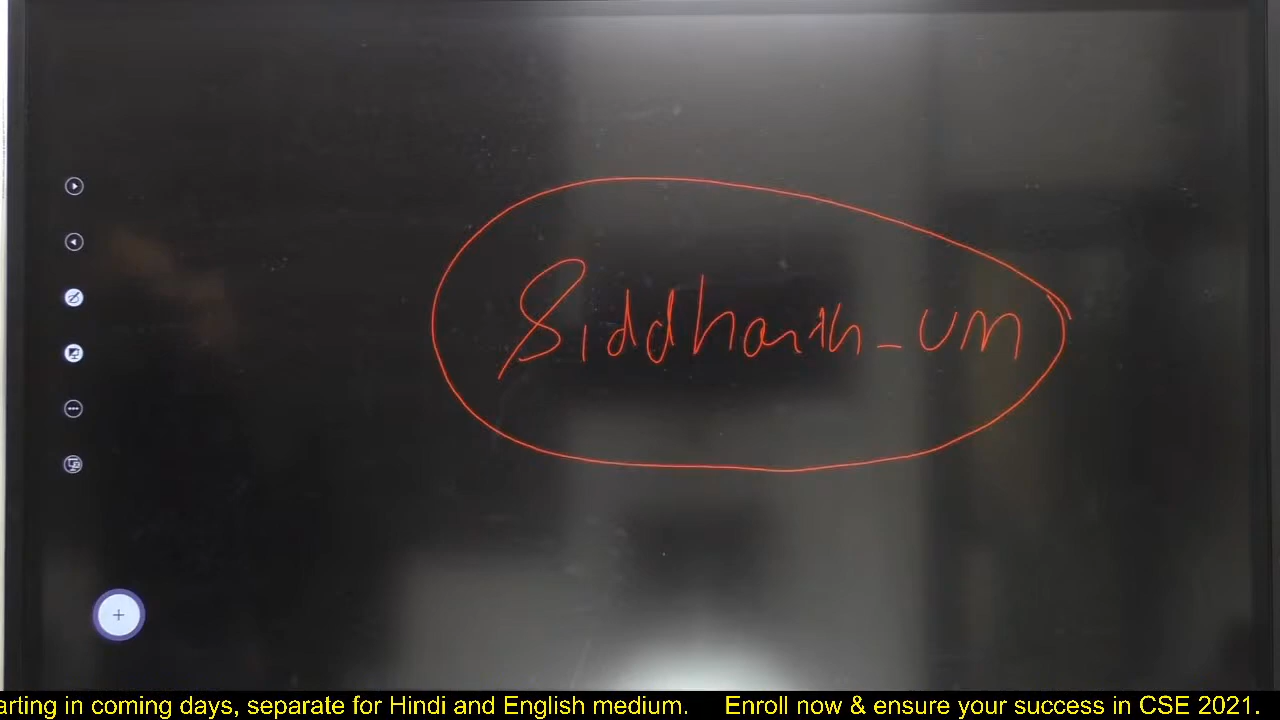 Siddharth_um
arting in coming days, separate for Hindi and English medium. Enroll now & ensure your success in CSE 2021.